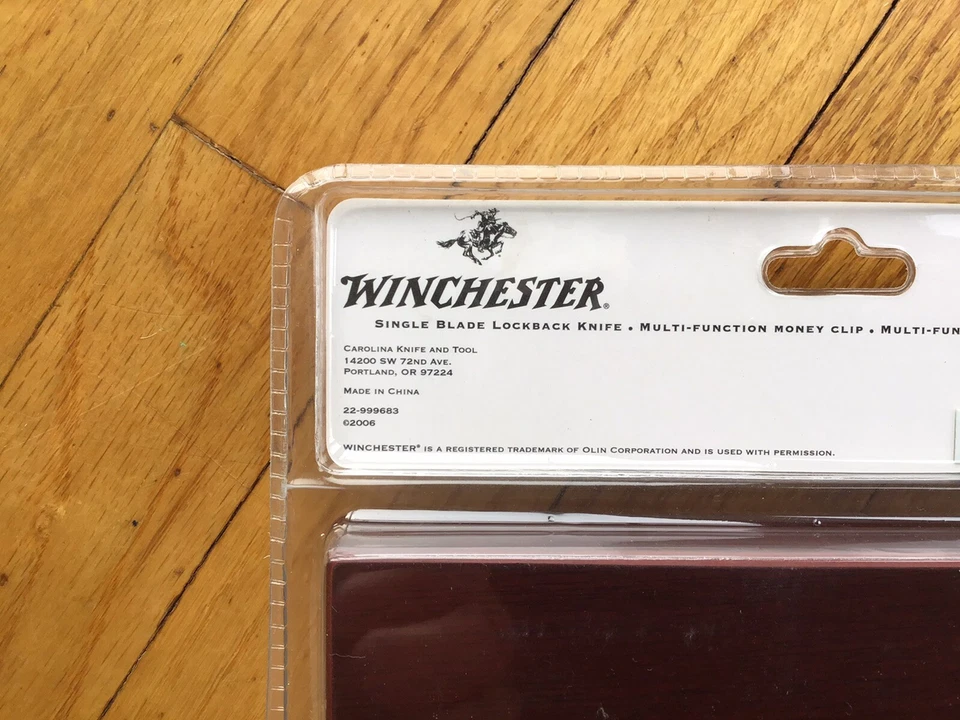 WINCHESTER®
SINGLE BLADE LOCKBACK KNIFE • MULTI-FUNCTION MONEY CLIP • MULTI-FUN
CAROLINA KNIFE AND TOOL
14200 SW 72ND AVE.
PORTLAND, OR 97224
MADE IN CHINA
22-999683
©2006
WINCHESTER® IS A REGISTERED TRADEMARK OF OLIN CORPORATION AND IS USED WITH PERMISSION.